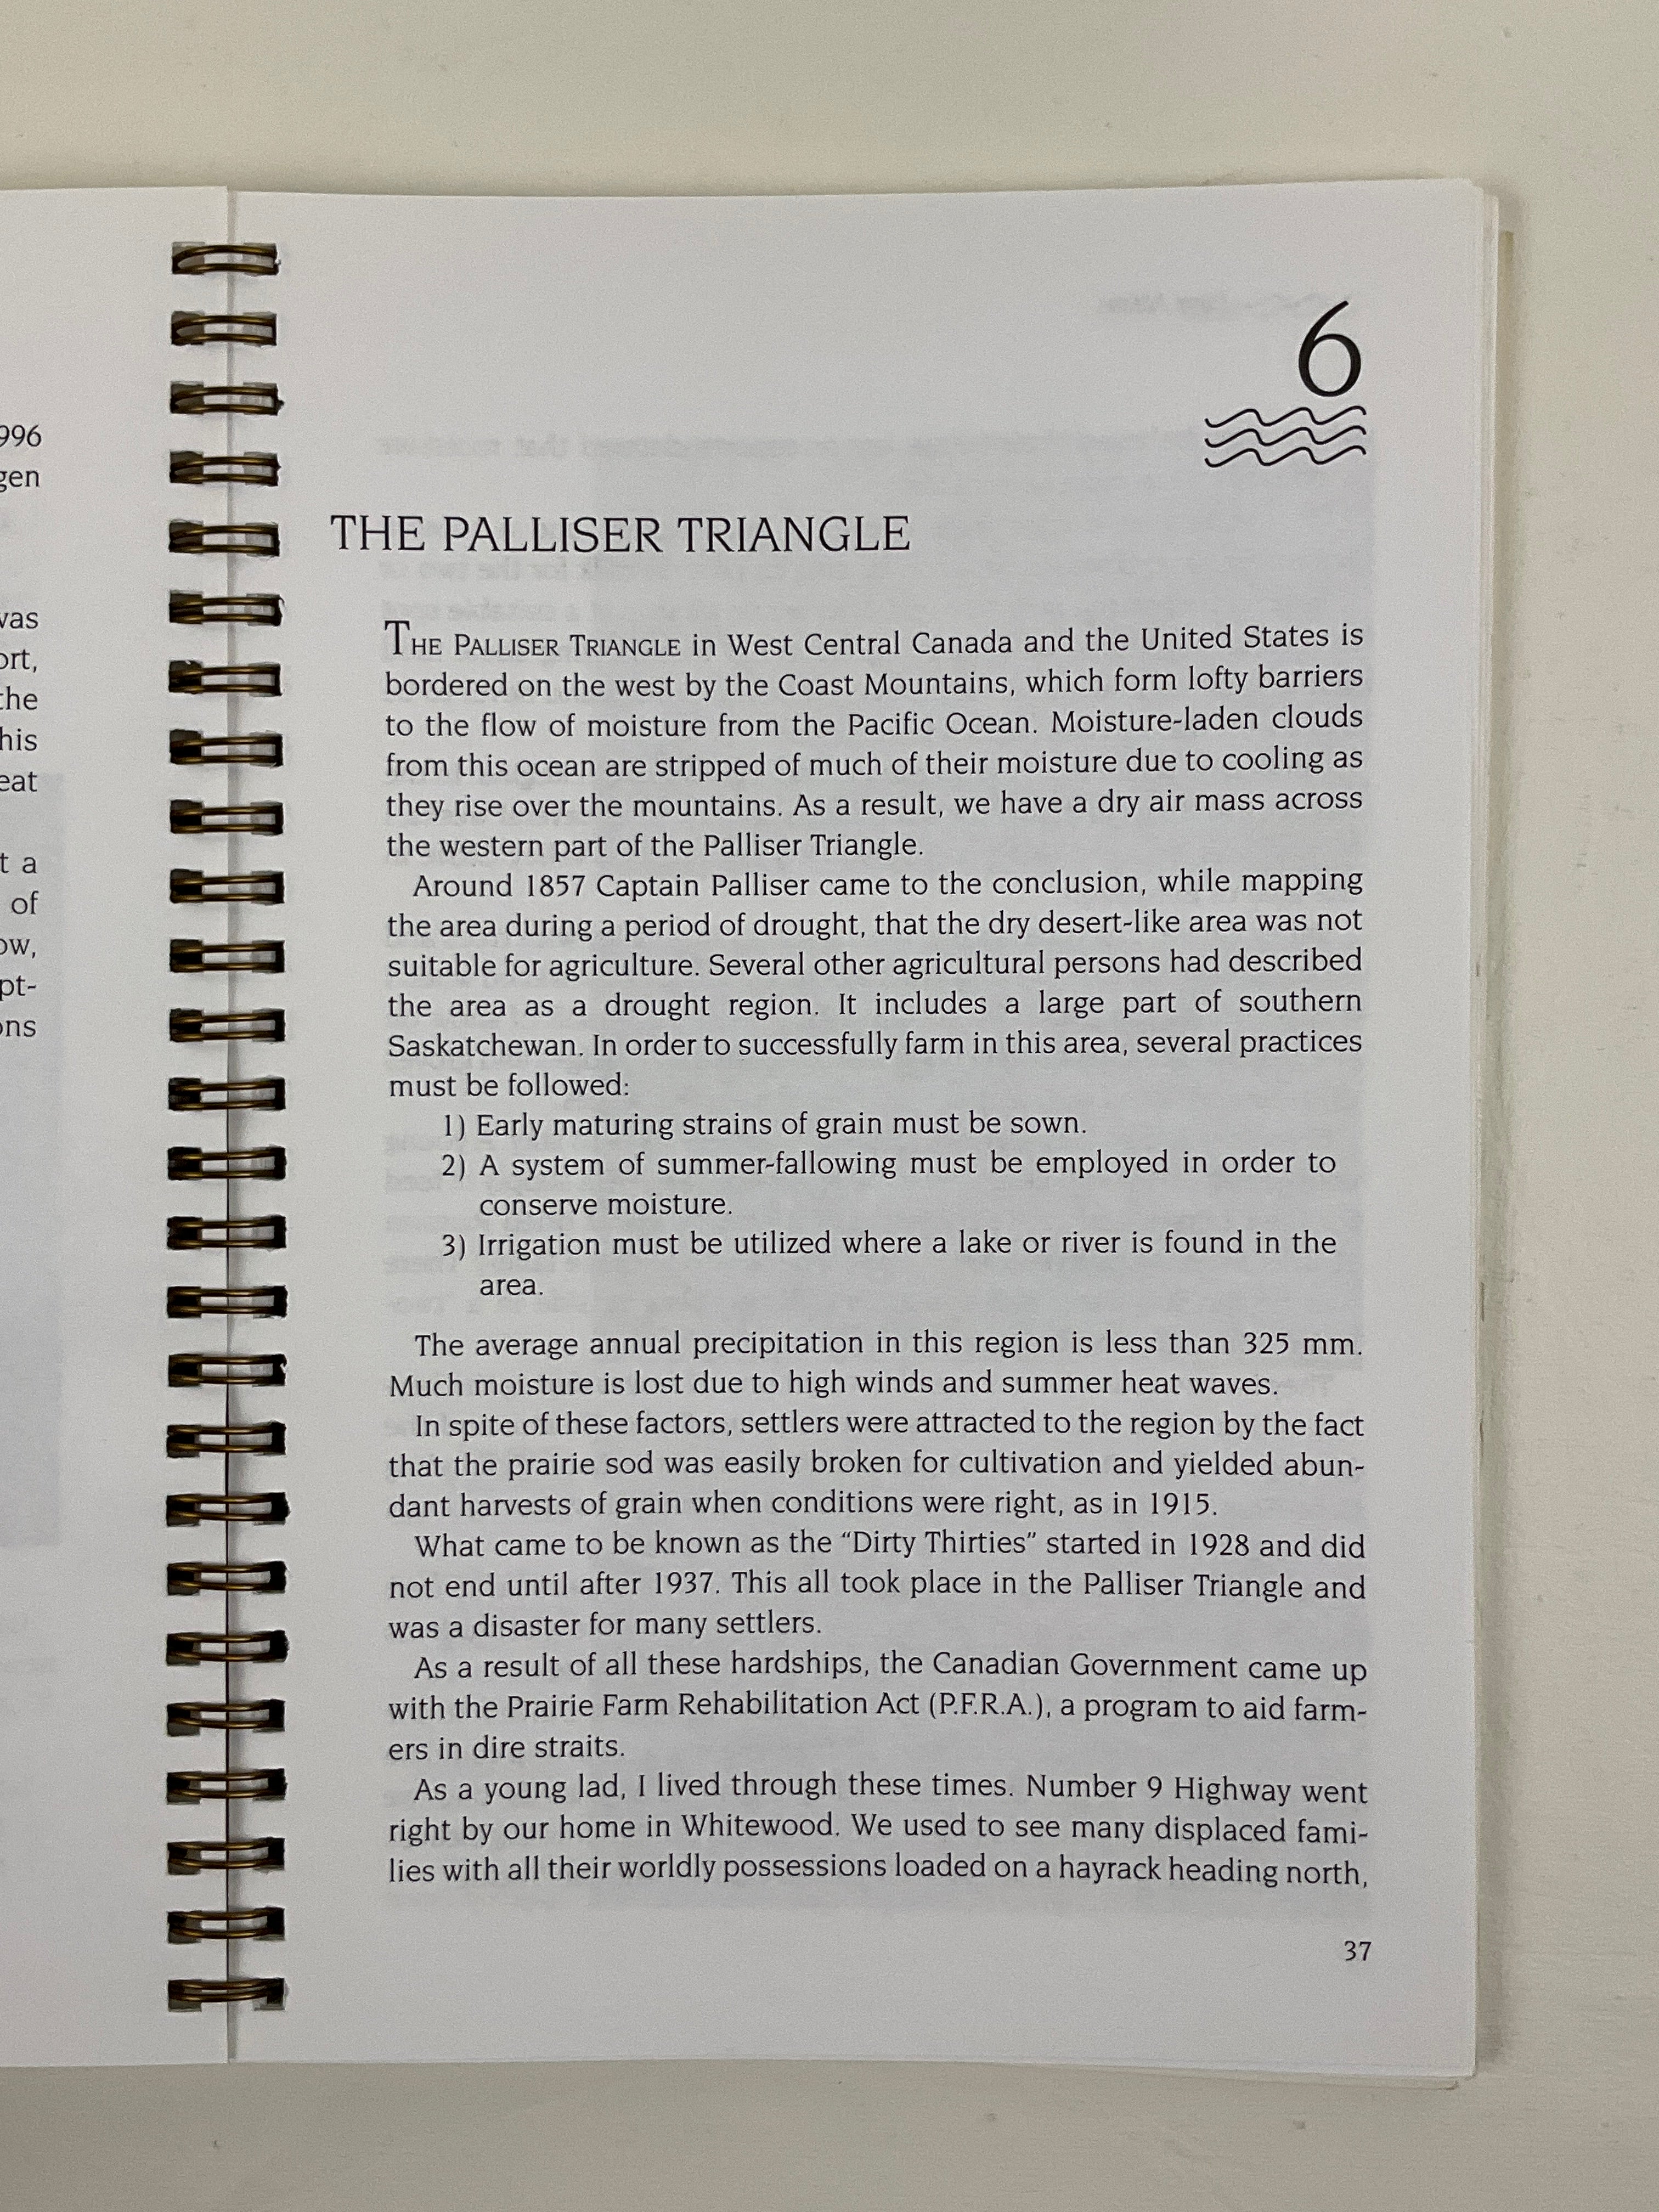 996
gen
was
ort,
the
his
eat
t a
of
ow,
pt-
ons
6
THE PALLISER TRIANGLE
THE PALLISER TRIANGLE in West Central Canada and the United States is
bordered on the west by the Coast Mountains, which form lofty barriers
to the flow of moisture from the Pacific Ocean. Moisture-laden clouds
from this ocean are stripped of much of their moisture due to cooling as
they rise over the mountains. As a result, we have a dry air mass across
the western part of the Palliser Triangle.
Around 1857 Captain Palliser came to the conclusion, while mapping
the area during a period of drought, that the dry desert-like area was not
suitable for agriculture. Several other agricultural persons had described
the area as a drought region. It includes a large part of southern
Saskatchewan. In order to successfully farm in this area, several practices
must be followed:
1) Early maturing strains of grain must be sown.
2) A system of summer-fallowing must be employed in order to
conserve moisture.
3) Irrigation must be utilized where a lake or river is found in the
area.
The average annual precipitation in this region is less than 325 mm.
Much moisture is lost due to high winds and summer heat waves.
In spite of these factors, settlers were attracted to the region by the fact
that the prairie sod was easily broken for cultivation and yielded abun-
dant harvests of grain when conditions were right, as in 1915.
What came to be known as the “Dirty Thirties” started in 1928 and did
not end until after 1937. This all took place in the Palliser Triangle and
was a disaster for many settlers.
As a result of all these hardships, the Canadian Government came up
with the Prairie Farm Rehabilitation Act (P.F.R.A.), a program to aid farm-
ers in dire straits.
As a young lad, I lived through these times. Number 9 Highway went
right by our home in Whitewood. We used to see many displaced fami-
lies with all their worldly possessions loaded on a hayrack heading north,
37